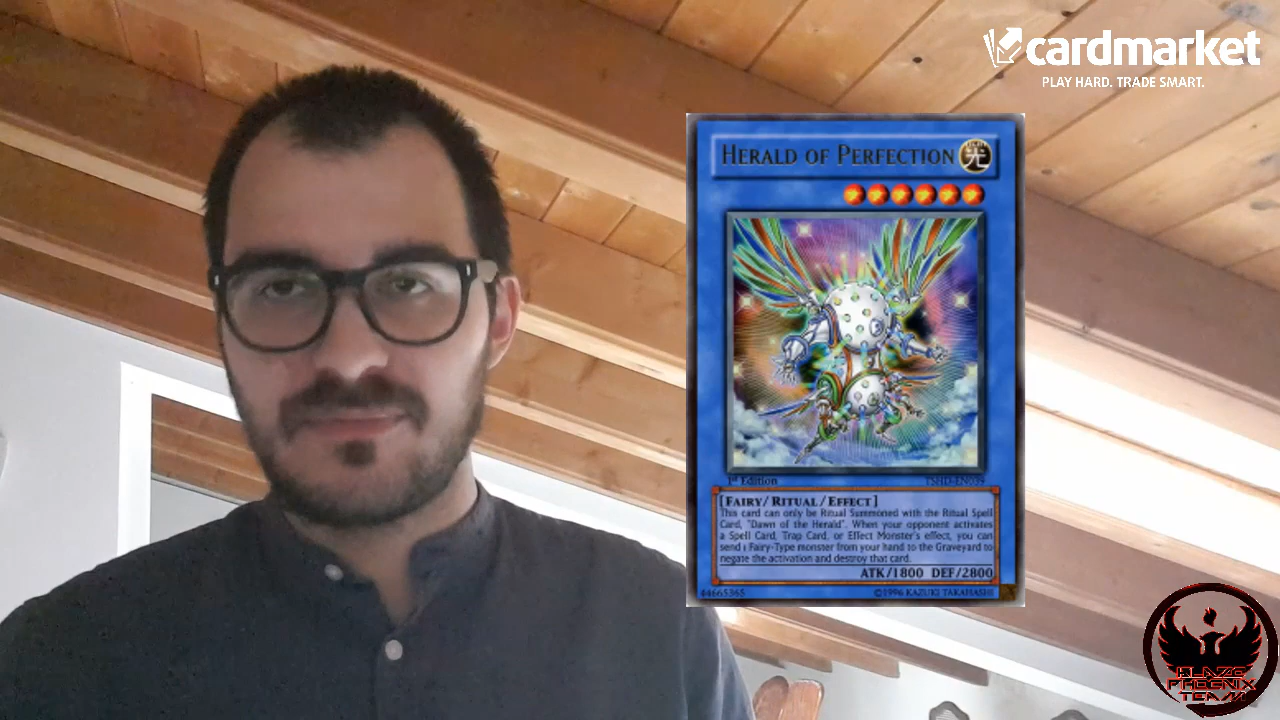 cardmarket
PLAY HARD. TRADE SMART.
HERALD OF PERFECTION
光
1st Edition
TSHD-EN039
[FAIRY/RITUAL/EFFECT]
This card can only be Ritual Summoned with the Ritual Spell
Card, "Dawn of the Herald". When your opponent activates
a Spell Card, Trap Card, or Effect Monster's effect, you can
send 1 Fairy-Type monster from your hand to the Graveyard to
negate the activation and destroy that card.
ATK/1800 DEF/2800
44665365
©1996 KAZUKI TAKAHASHI
BLAZE
PHOENIX
TEAM